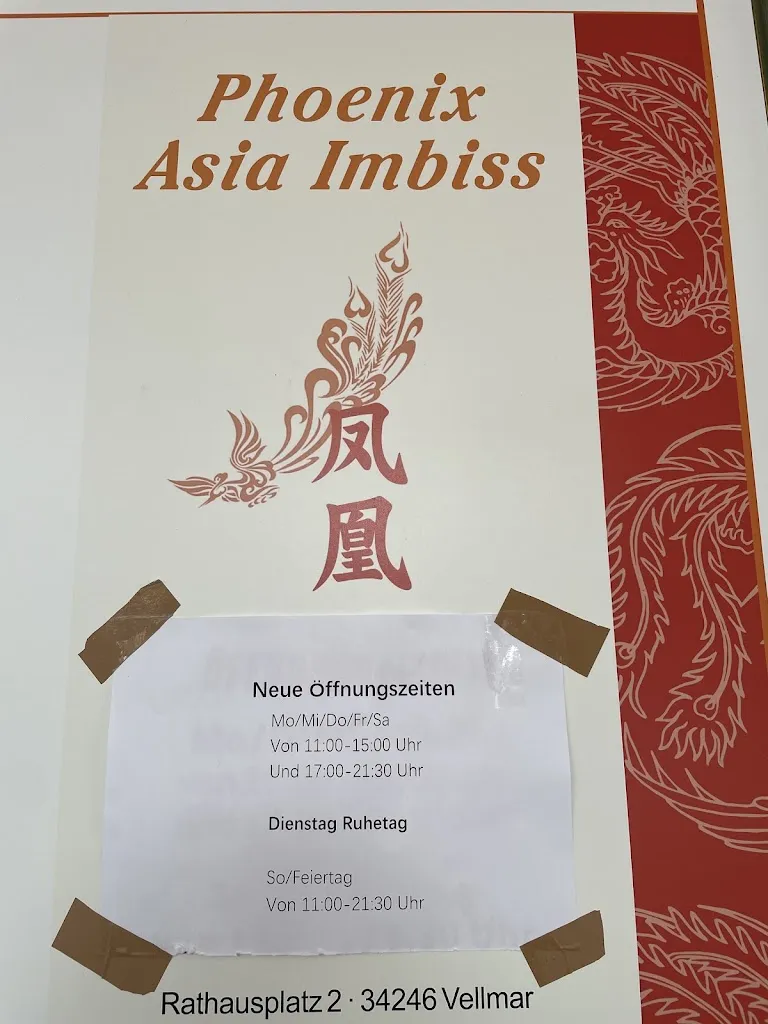 Phoenix
Asia Imbiss
凤
凰
Neue Öffnungszeiten
Mo/Mi/Do/Fr/Sa
Von 11:00-15:00 Uhr
Und 17:00-21:30 Uhr
Dienstag Ruhetag
So/Feiertag
Von 11:00-21:30 Uhr
Rathausplatz 2 · 34246 Vellmar